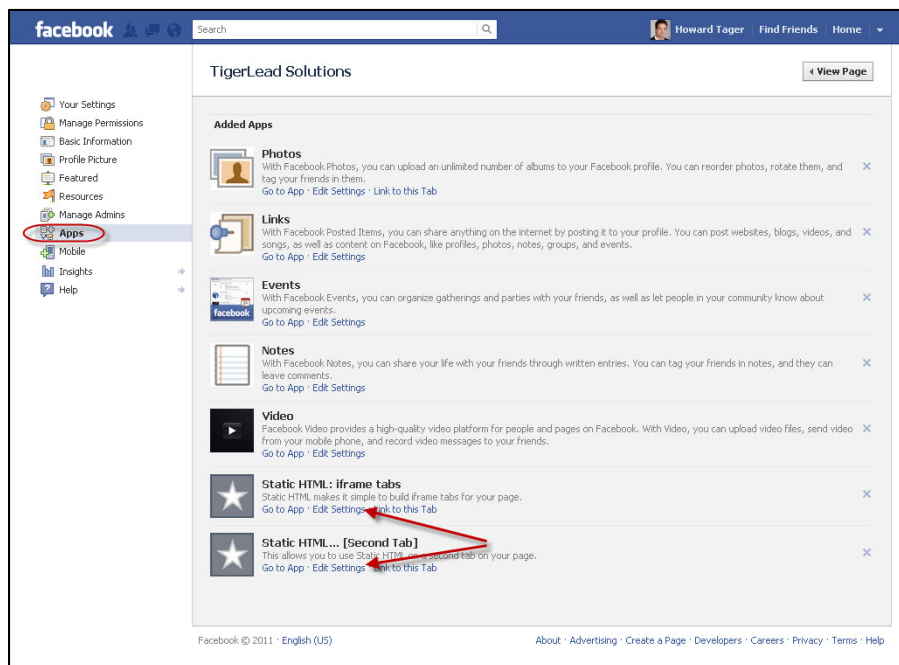 facebook
Search
Howard Tager
Find Friends
Home
TigerLead Solutions
View Page
Your Settings
Manage Permissions
Basic Information
Profile Picture
Featured
Resources
Manage Admins
Apps
Mobile
Insights
Help
Added Apps
Photos
With Facebook Photos, you can upload an unlimited number of albums to your Facebook profile. You can reorder photos, rotate them, and
tag your friends in them.
Go to App · Edit Settings · Link to this Tab
Links
With Facebook Posted Items, you can share anything on the internet by posting it to your profile. You can post websites, blogs, videos, and
songs, as well as content on Facebook, like profiles, photos, notes, groups, and events.
Go to App · Edit Settings
facebook
Events
With Facebook Events, you can organize gatherings and parties with your friends, as well as let people in your community know about
upcoming events.
Go to App · Edit Settings
Notes
With Facebook Notes, you can share your life with your friends through written entries. You can tag your friends in notes, and they can
leave comments.
Go to App · Edit Settings
Video
Facebook Video provides a high-quality video platform for people and pages on Facebook. With Video, you can upload video files, send video
from your mobile phone, and record video messages to your friends.
Go to App · Edit Settings
Static HTML: iframe tabs
Static HTML makes it simple to build iframe tabs for your page.
Go to App · Edit Settings · Link to this Tab
Static HTML... [Second Tab]
This allows you to use Static HTML on a second tab on your page.
Go to App · Edit Settings · Link to this Tab
Facebook © 2011 · English (US)
About · Advertising · Create a Page · Developers · Careers · Privacy · Terms · Help